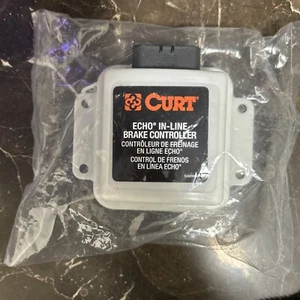 CURT
ECHO® IN-LINE
BRAKE CONTROLLER
CONTRÔLEUR DE FREINAGE
EN LIGNE ECHO®
CONTROL DE FRENOS
EN LÍNEA ECHO®